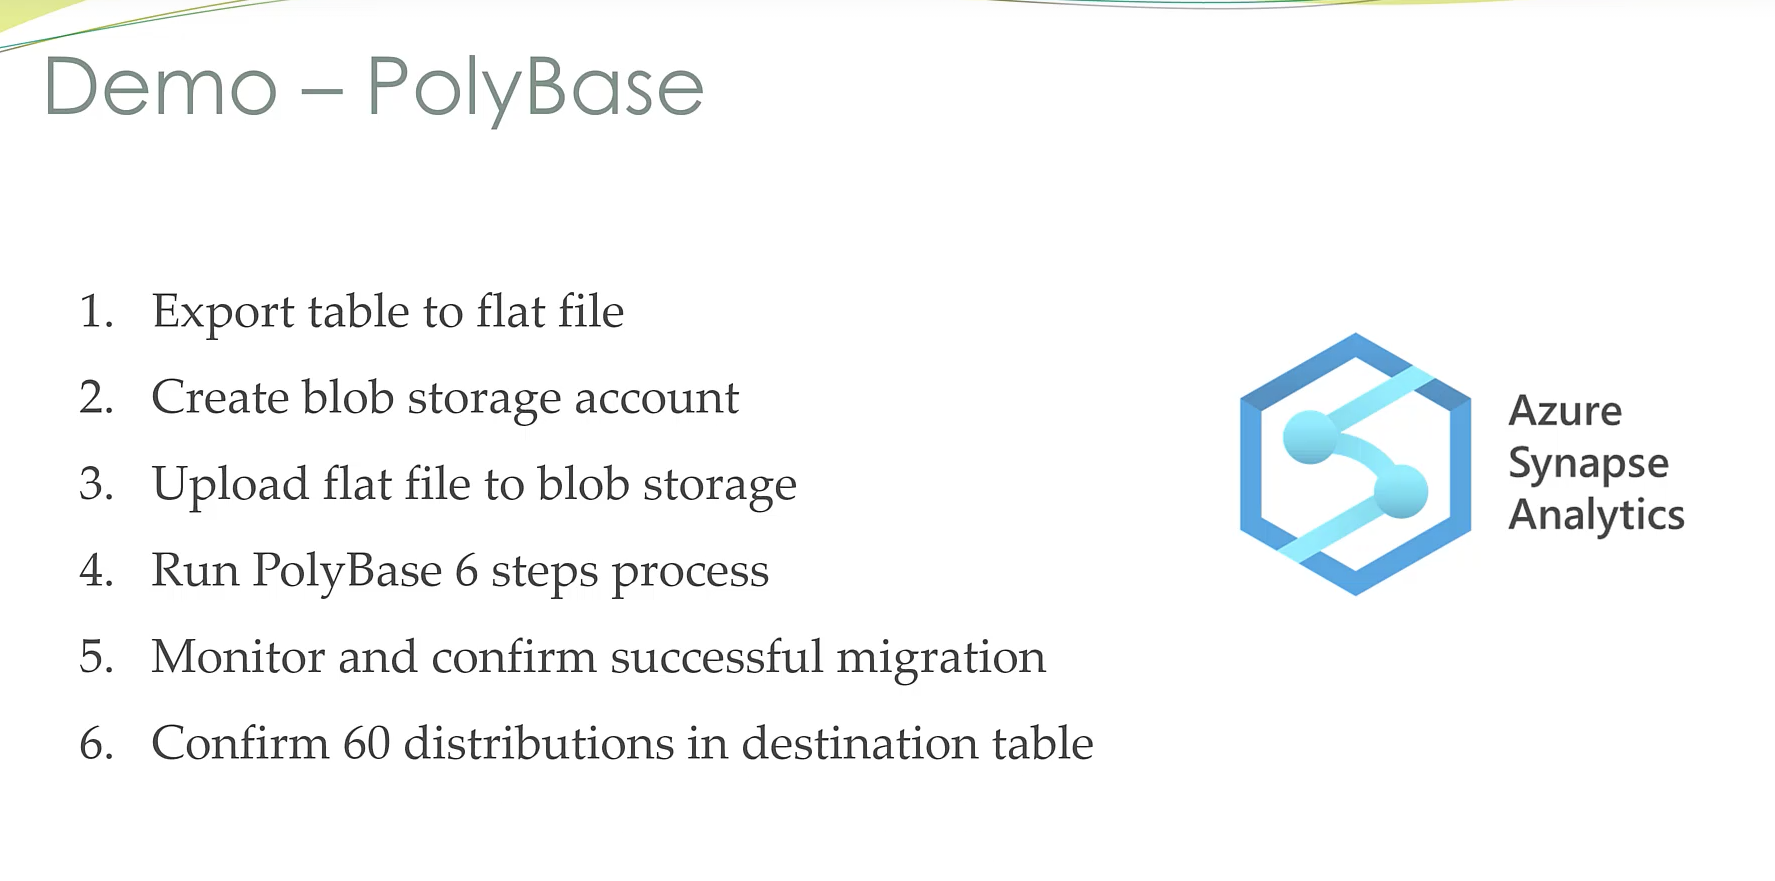 Demo – PolyBase
1. Export table to flat file
2. Create blob storage account
3. Upload flat file to blob storage
4. Run PolyBase 6 steps process
5. Monitor and confirm successful migration
6. Confirm 60 distributions in destination table
Azure
Synapse
Analytics